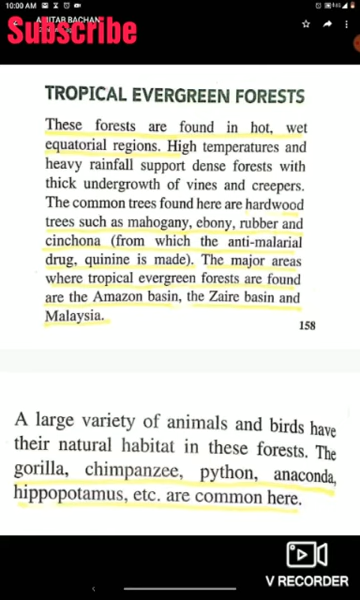 10:00 AM
AMITAR BACHAN
Subscribe
TROPICAL EVERGREEN FORESTS
These forests are found in hot, wet
equatorial regions. High temperatures and
heavy rainfall support dense forests with
thick undergrowth of vines and creepers.
The common trees found here are hardwood
trees such as mahogany, ebony, rubber and
cinchona (from which the anti-malarial
drug, quinine is made). The major areas
where tropical evergreen forests are found
are the Amazon basin, the Zaire basin and
Malaysia.
158
A large variety of animals and birds have
their natural habitat in these forests. The
gorilla, chimpanzee, python, anaconda,
hippopotamus, etc. are common here.
V RECORDER